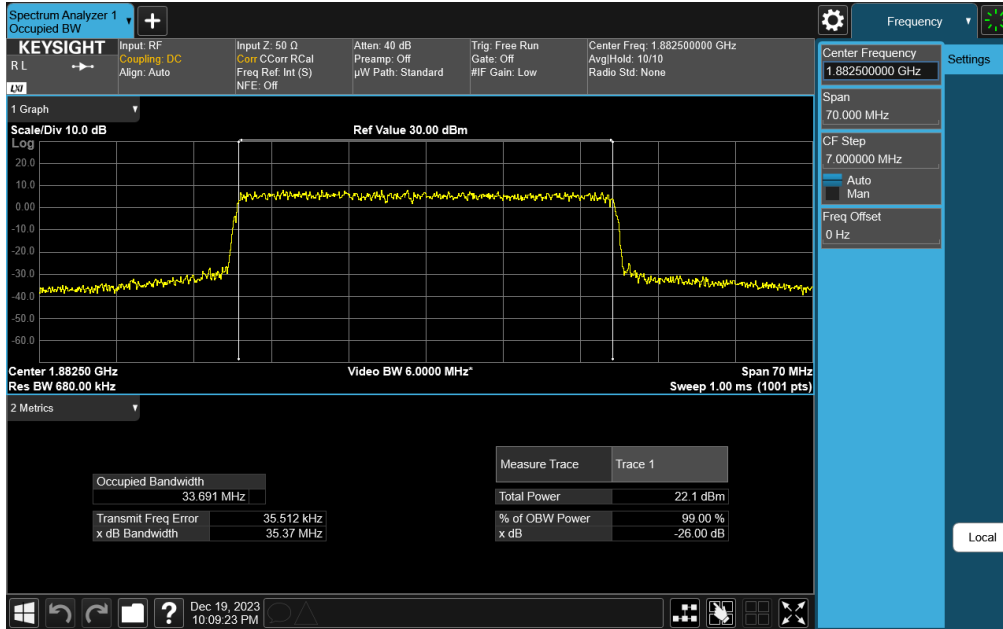 Spectrum Analyzer 1
Occupied BW
+
Frequency
KEYSIGHT
R L
LXI
Input: RF
Coupling: DC
Align: Auto
Input Z: 50 Ω
Corr CCorr RCal
Freq Ref: Int (S)
NFE: Off
Atten: 40 dB
Preamp: Off
µW Path: Standard
Trig: Free Run
Gate: Off
#IF Gain: Low
Center Freq: 1.882500000 GHz
Avg|Hold: 10/10
Radio Std: None
Center Frequency
1.882500000 GHz
Settings
Span
70.000 MHz
CF Step
7.000000 MHz
Auto
Man
Freq Offset
0 Hz
Local
1 Graph
Scale/Div 10.0 dB
Ref Value 30.00 dBm
Log
20.0
10.0
0.00
-10.0
-20.0
-30.0
-40.0
-50.0
-60.0
Center 1.88250 GHz
Video BW 6.0000 MHz*
Span 70 MHz
Res BW 680.00 kHz
Sweep 1.00 ms (1001 pts)
2 Metrics
Occupied Bandwidth
33.691 MHz
Transmit Freq Error 35.512 kHz
x dB Bandwidth 35.37 MHz
Measure Trace Trace 1
Total Power 22.1 dBm
% of OBW Power 99.00 %
x dB -26.00 dB
?
Dec 19, 2023
10:09:23 PM